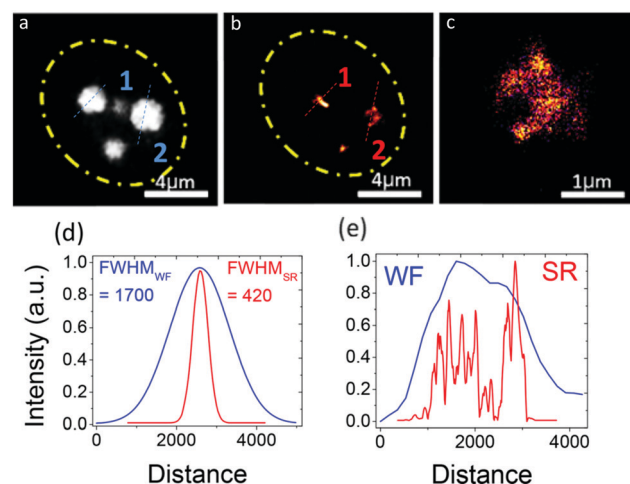 a
1
2
4μm
b
1
2
4μm
c
1μm
(d)
FWHMWF
= 1700
FWHMSR
= 420
1.0
0.8
0.6
0.4
0.2
0.0
0
2000
4000
Intensity (a.u.)
Distance
(e)
WF
SR
1.0
0.8
0.6
0.4
0.2
0.0
0
2000
4000
Distance